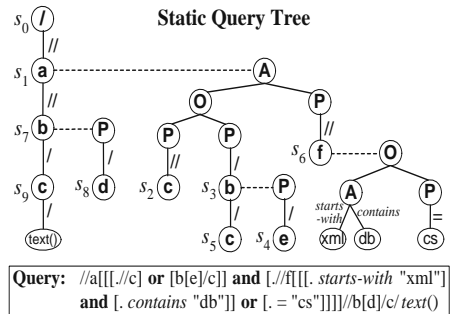 Static Query Tree
s0 /
//
s1 a A
// O P
s7 b P P P // 
/ / // / s6 f O
s9 c s8 d s2 c s3 b P A P
/ / / starts-with contains =
text() s5 c s4 e xml db cs
Query: //a[[[.//c] or [b[e]/c]] and [.//f[[[. starts-with "xml"]
and [. contains "db"]] or [. = "cs"]]]]//b[d]/c/ text()